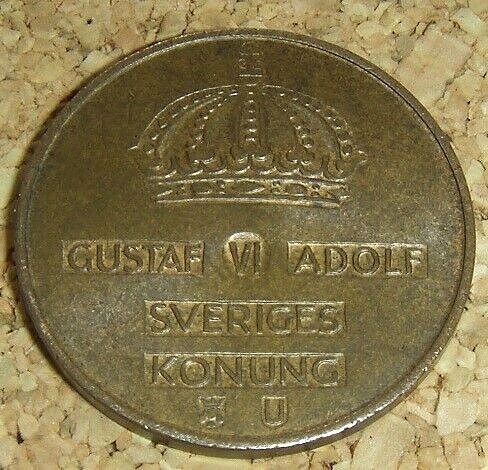 GUSTAF VI ADOLF
SVERIGES
KONUNG
U